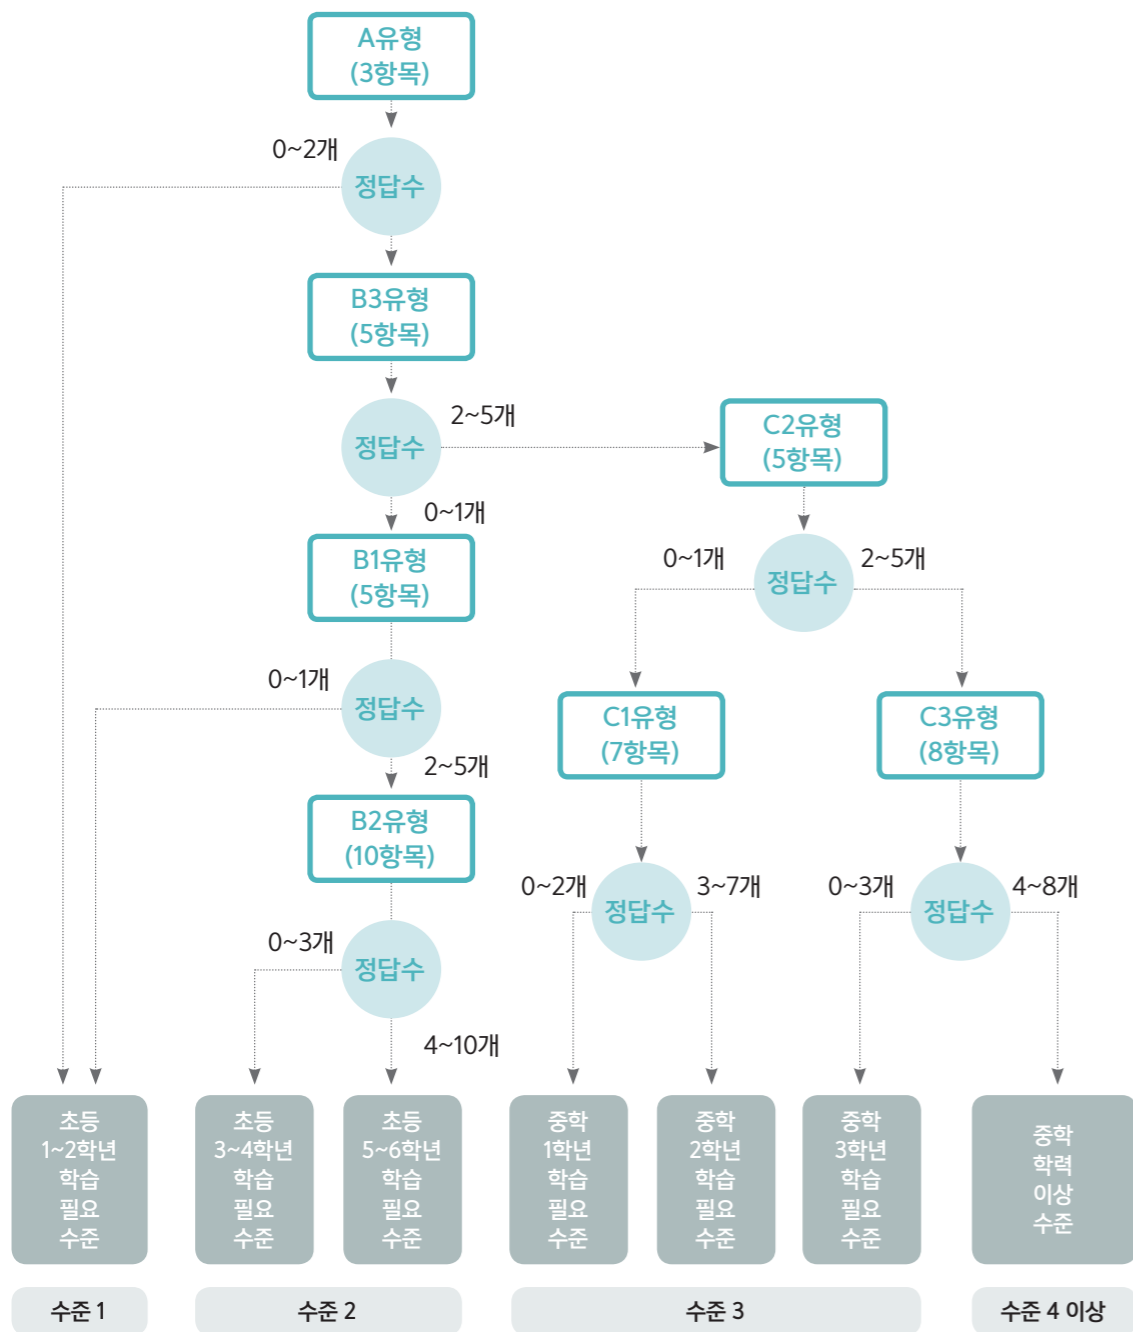 A유형
(3항목)
0~2개
정답수
B3유형
(5항목)
2~5개
정답수
C2유형
(5항목)
0~1개
B1유형
(5항목)
0~1개
정답수
2~5개
0~1개
정답수
C1유형
(7항목)
C3유형
(8항목)
2~5개
B2유형
(10항목)
0~2개
정답수
3~7개
0~3개
정답수
4~8개
0~3개
정답수
4~10개
초등
1~2학년
학습
필요
수준
초등
3~4학년
학습
필요
수준
초등
5~6학년
학습
필요
수준
중학
1학년
학습
필요
수준
중학
2학년
학습
필요
수준
중학
3학년
학습
필요
수준
중학
학력
이상
수준
수준 1
수준 2
수준 3
수준 4 이상